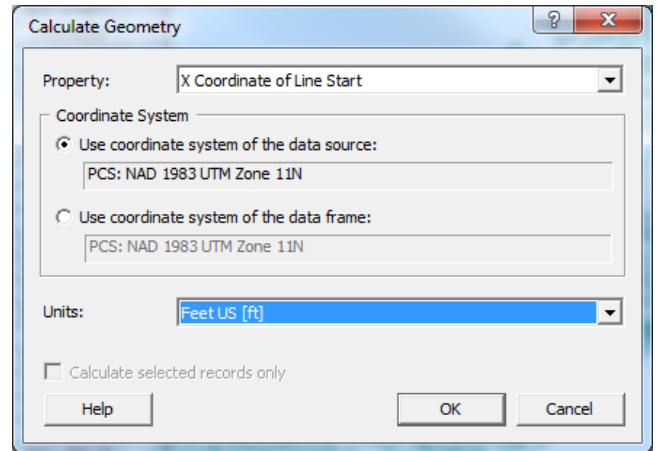 Calculate Geometry
Property: X Coordinate of Line Start
Coordinate System
Use coordinate system of the data source:
PCS: NAD 1983 UTM Zone 11N
Use coordinate system of the data frame:
PCS: NAD 1983 UTM Zone 11N
Units: Feet US [ft]
Calculate selected records only
Help OK Cancel